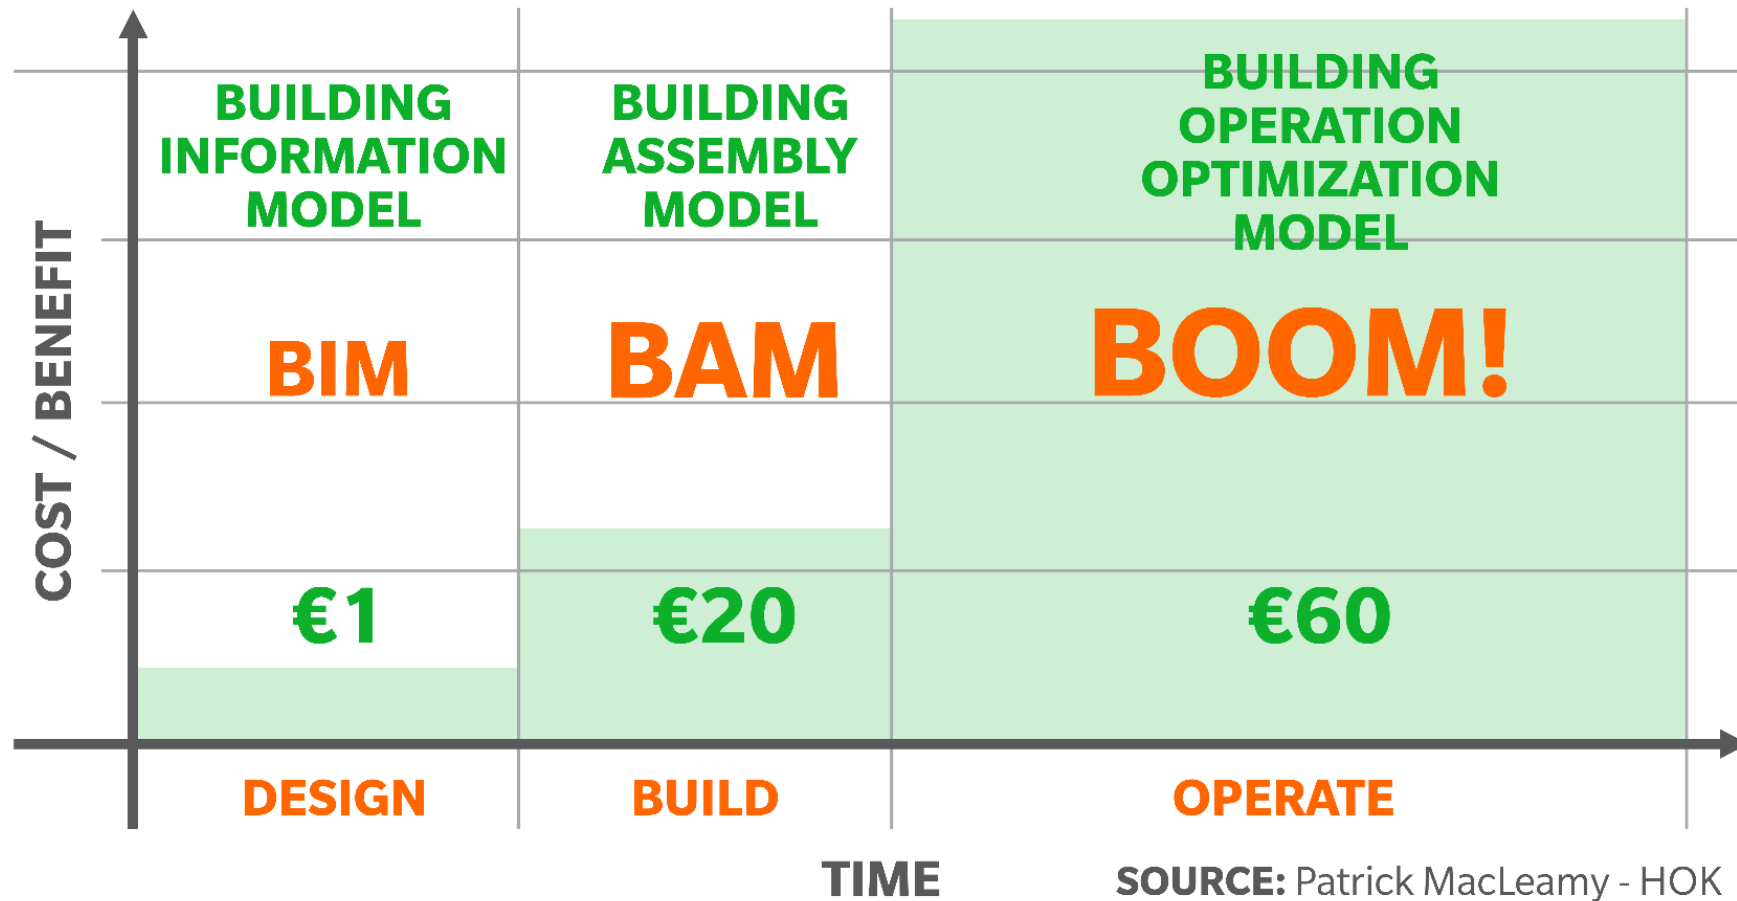 COST / BENEFIT
BUILDING
INFORMATION
MODEL
BIM
€1
DESIGN
BUILDING
ASSEMBLY
MODEL
BAM
€20
BUILD
BUILDING
OPERATION
OPTIMIZATION
MODEL
BOOM!
€60
OPERATE
TIME
SOURCE: Patrick MacLeamy - HOK